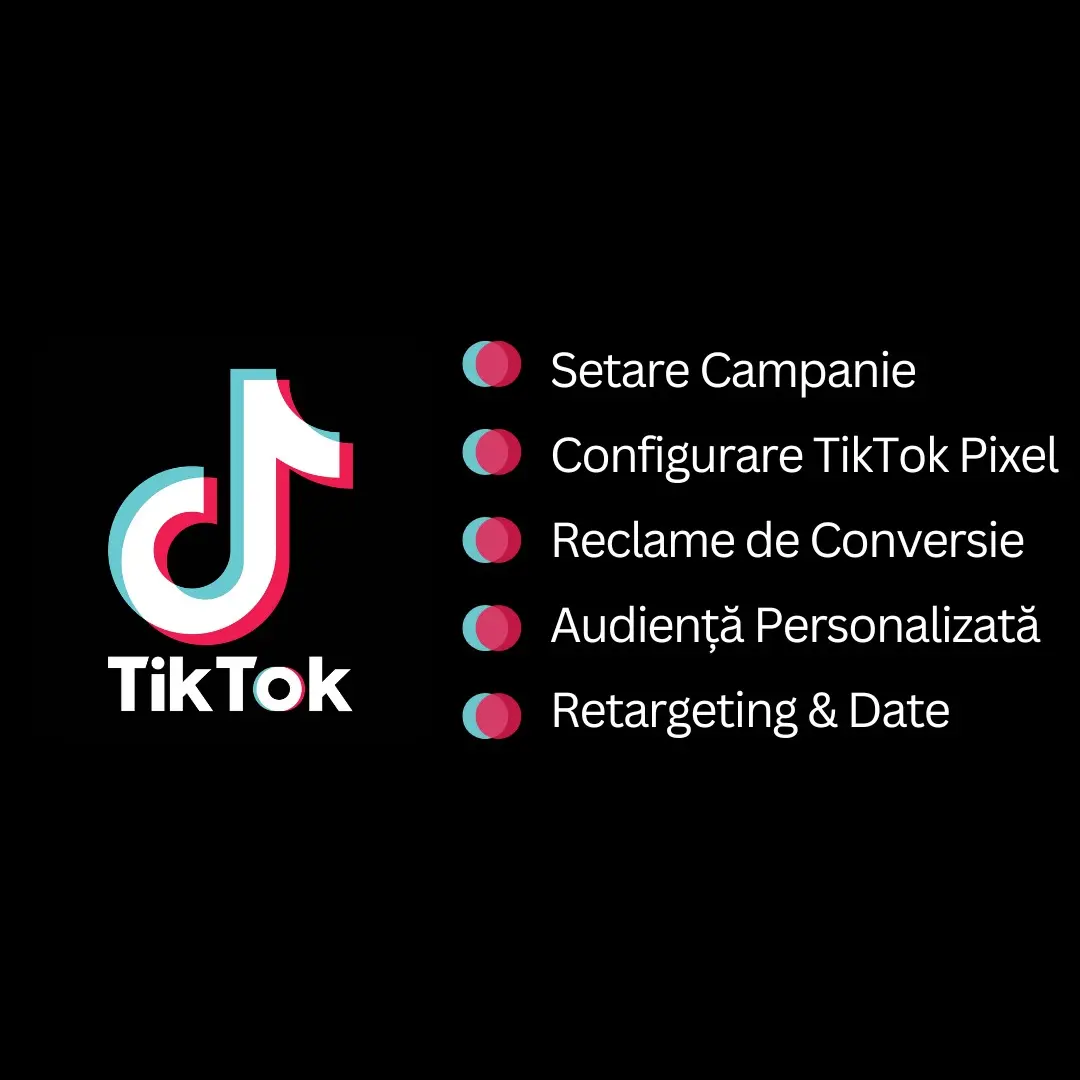 TikTok
Setare Campanie
Configurare TikTok Pixel
Reclame de Conversie
Audiență Personalizată
Retargeting & Date